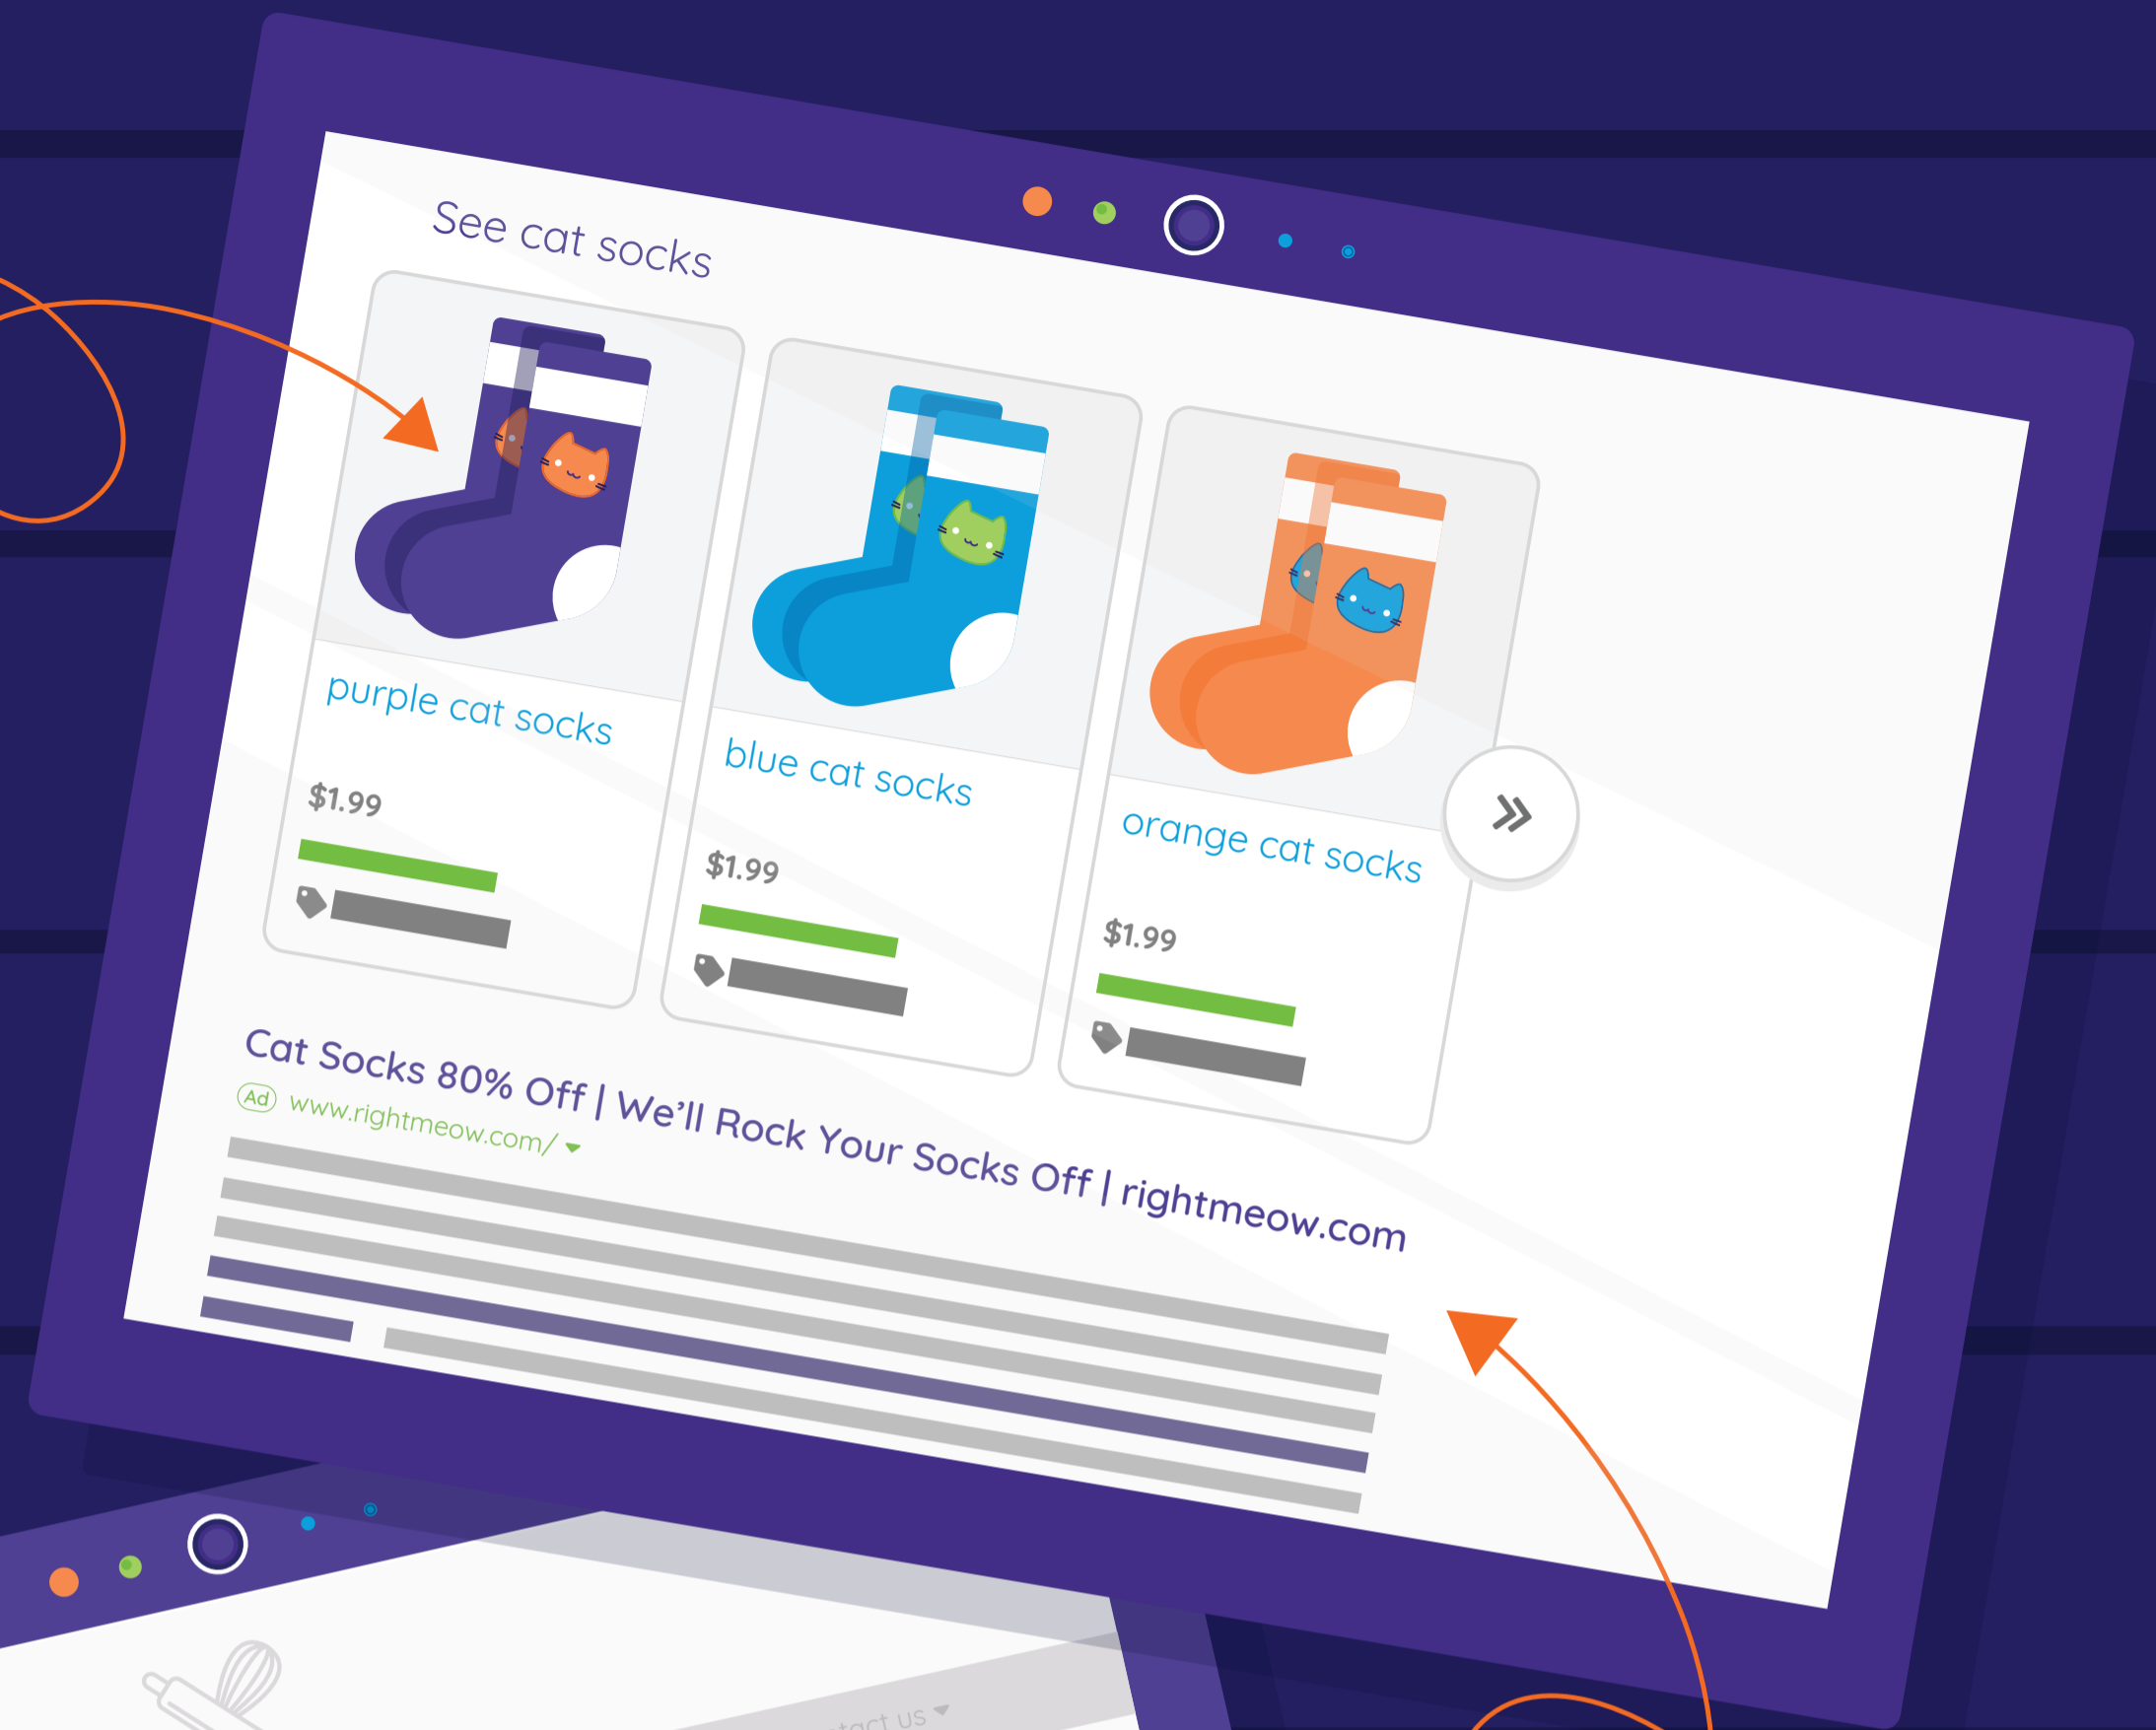 See cat socks
purple cat socks
$1.99
blue cat socks
$1.99
orange cat socks
$1.99
Cat Socks 80% Off | We'll Rock Your Socks Off | rightmeow.com
Ad www.rightmeow.com/
us